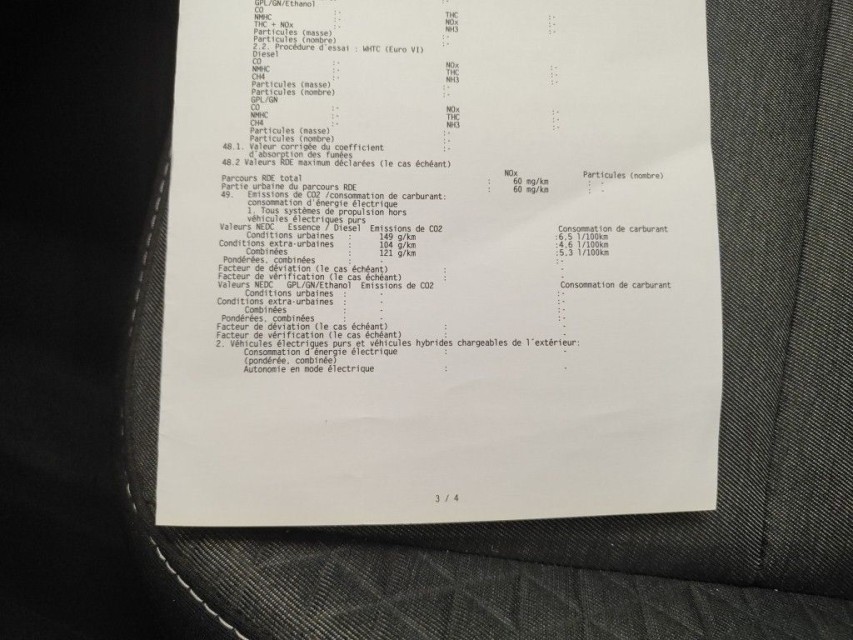 GPL/GN/Ethanol
CO :- THC :-
NMHC :- NOx :-
THC + NOx :- NH3 :-
Particules (masse) :-
Particules (nombre) :-
2.2. Procédure d'essai : WHTC (Euro VI)
Diesel
CO :- NOx :-
NMHC :- THC :-
CH4 :- NH3 :-
Particules (masse) :-
Particules (nombre) :-
GPL/GN
CO :- NOx :-
NMHC :- THC :-
CH4 :- NH3 :-
Particules (masse) :-
Particules (nombre) :-
48.1. Valeur corrigée du coefficient :-
d'absorption des fumées
48.2 Valeurs RDE maximum déclarées (le cas échéant)
NOx Particules (nombre)
Parcours RDE total : 60 mg/km : -
Partie urbaine du parcours RDE : 60 mg/km : -
49. Emissions de CO2 /consommation de carburant:
consommation d'énergie électrique
1. Tous systèmes de propulsion hors
véhicules électriques purs
Valeurs NEDC Essence / Diesel Emissions de CO2 Consommation de carburant
Conditions urbaines : 149 g/km :6.5 l/100km
Conditions extra-urbaines : 104 g/km :4.6 l/100km
Combinées : 121 g/km :5.3 l/100km
Pondérées, combinées : - :-
Facteur de déviation (le cas échéant) : -
Facteur de vérification (le cas échéant) : -
Valeurs NEDC GPL/GN/Ethanol Emissions de CO2 Consommation de carburant
Conditions urbaines : - :-
Conditions extra-urbaines : - :-
Combinées : - :-
Pondérées, combinées : - :-
Facteur de déviation (le cas échéant) : -
Facteur de vérification (le cas échéant) : -
2. Véhicules électriques purs et véhicules hybrides chargeables de l'extérieur:
Consommation d'énergie électrique : -
(pondérée, combinée)
Autonomie en mode électrique : -
3 / 4